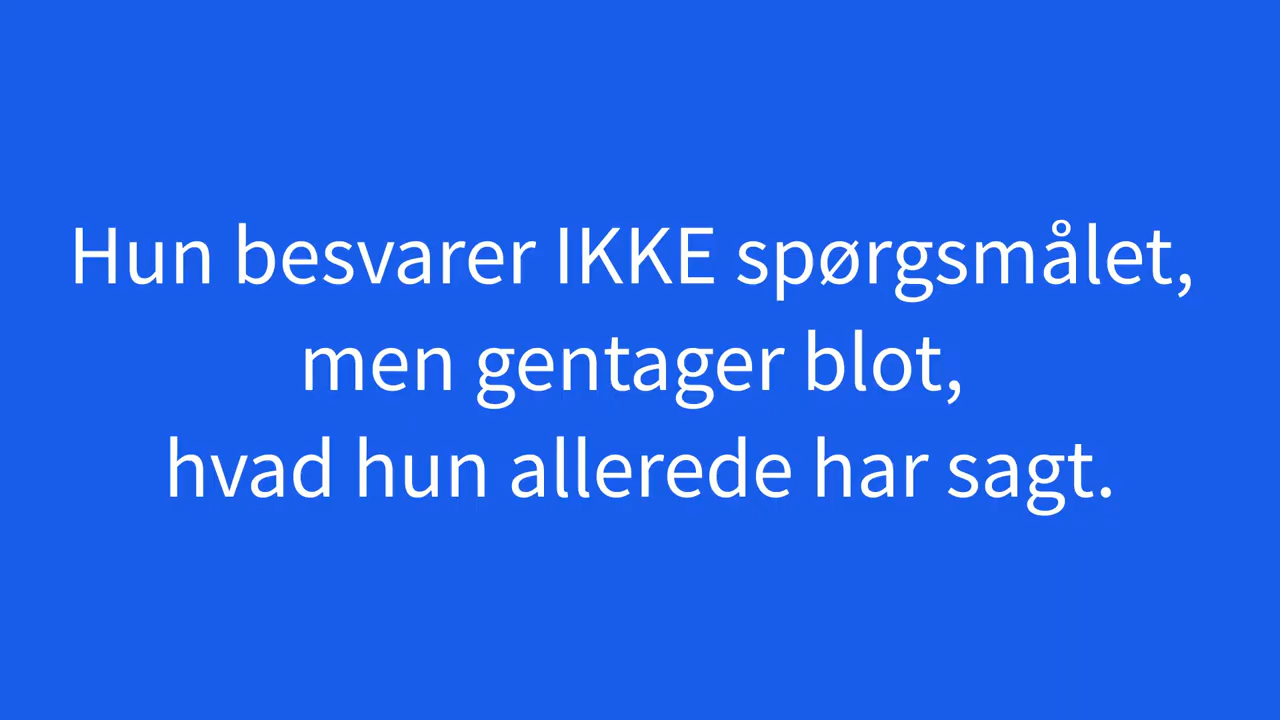 Hun besvarer IKKE spørgsmålet,
men gentager blot,
hvad hun allerede har sagt.